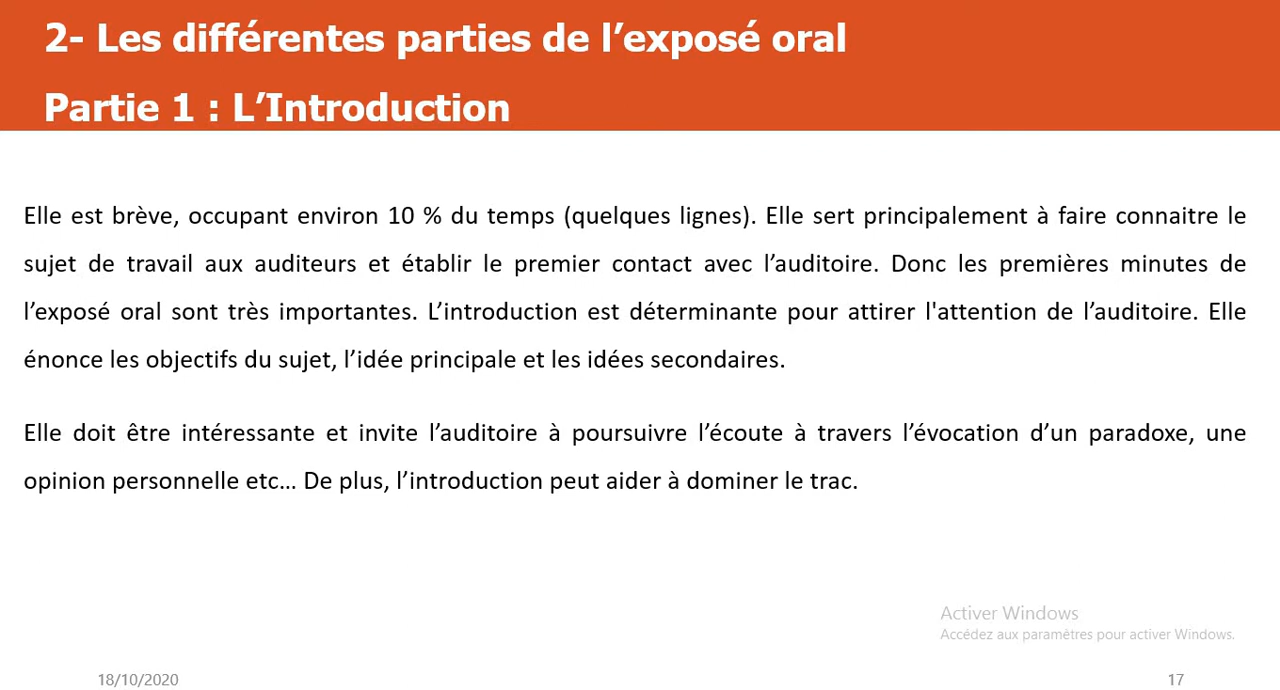 2- Les différentes parties de l’exposé oral
Partie 1 : L’Introduction
Elle est brève, occupant environ 10 % du temps (quelques lignes). Elle sert principalement à faire connaitre le
sujet de travail aux auditeurs et établir le premier contact avec l’auditoire. Donc les premières minutes de
l’exposé oral sont très importantes. L’introduction est déterminante pour attirer l'attention de l’auditoire. Elle
énonce les objectifs du sujet, l’idée principale et les idées secondaires.
Elle doit être intéressante et invite l’auditoire à poursuivre l’écoute à travers l’évocation d’un paradoxe, une
opinion personnelle etc… De plus, l’introduction peut aider à dominer le trac.
Activer Windows
Accédez aux paramètres pour activer Windows.
18/10/2020
17